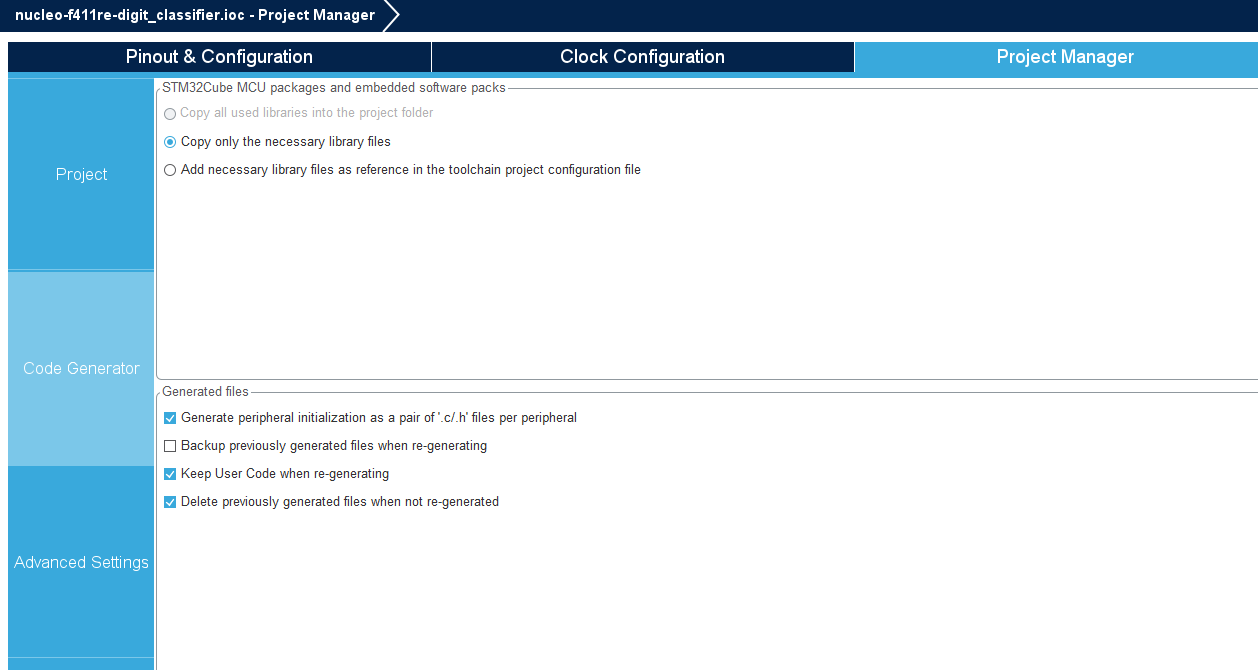 nucleo-f411re-digit_classifier.ioc - Project Manager
Pinout & Configuration
Clock Configuration
Project Manager
STM32Cube MCU packages and embedded software packs
Copy all used libraries into the project folder
Copy only the necessary library files
Add necessary library files as reference in the toolchain project configuration file
Project
Code Generator
Generated files
Generate peripheral initialization as a pair of '.c/.h' files per peripheral
Backup previously generated files when re-generating
Keep User Code when re-generating
Delete previously generated files when not re-generated
Advanced Settings